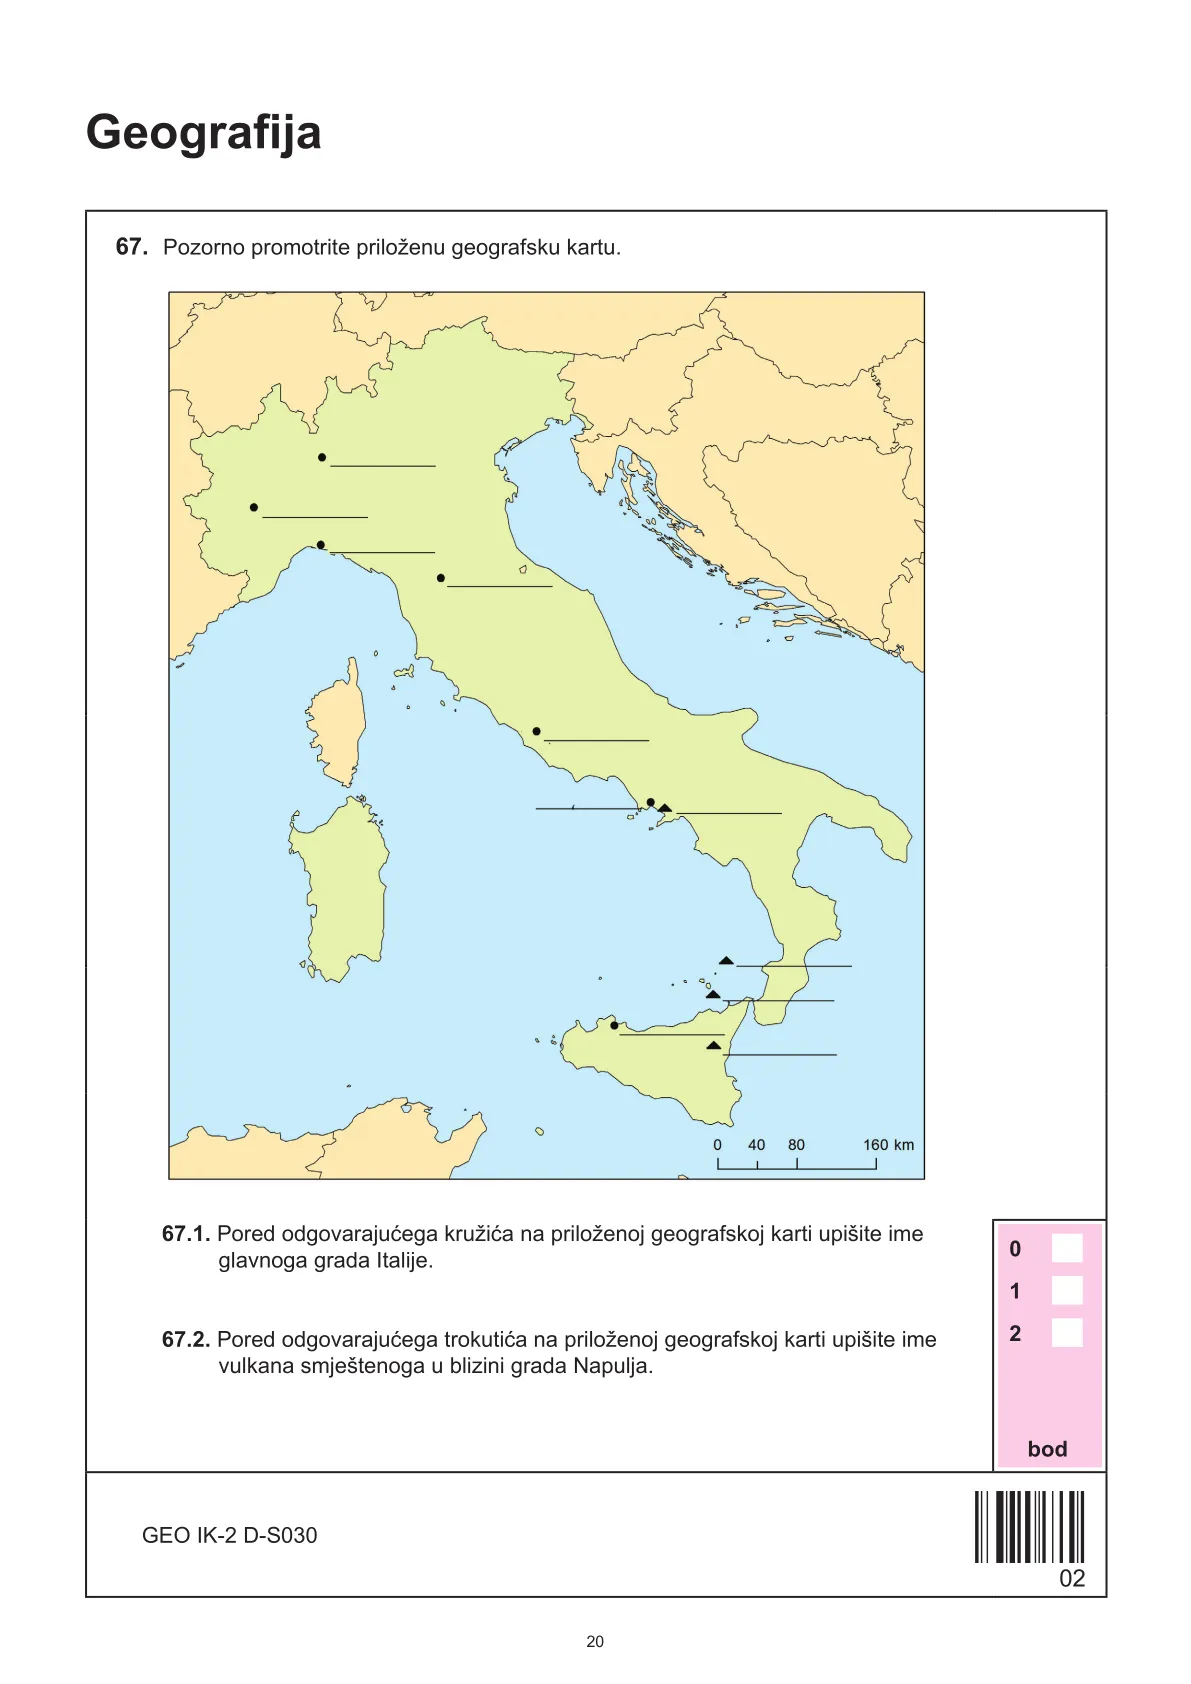 Geografija
67. Pozorno promotrite priloženu geografsku kartu.
0 40 80 160 km
67.1. Pored odgovarajućega kružića na priloženoj geografskoj karti upišite ime
glavnoga grada Italije.
67.2. Pored odgovarajućega trokutića na priloženoj geografskoj karti upišite ime
vulkana smještenoga u blizini grada Napulja.
0
1
2
bod
GEO IK-2 D-S030
02
20